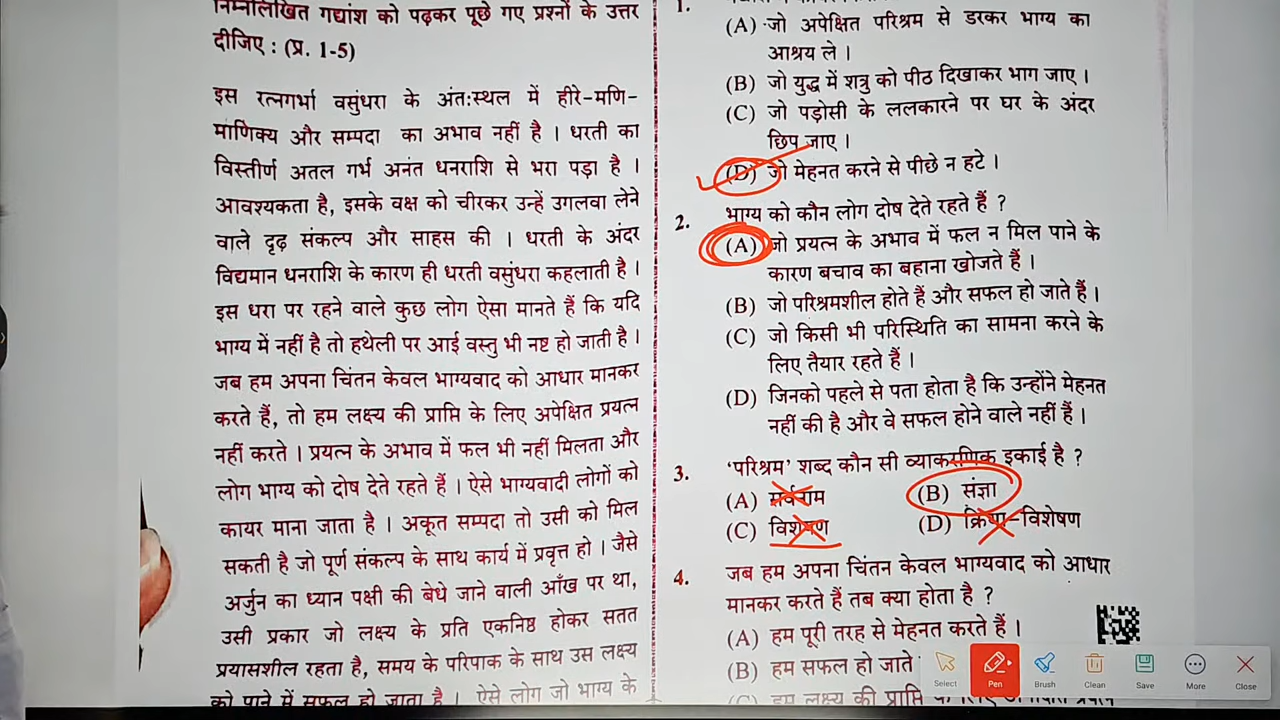 निम्नलिखित गद्यांश को पढ़कर पूछे गए प्रश्नों के उत्तर
दीजिए : (प्र. 1-5)
इस रत्नगर्भा वसुंधरा के अंत:स्थल में हीरे-मणि-
माणिक्य और सम्पदा का अभाव नहीं है । धरती का
विस्तीर्ण अतल गर्भ अनंत धनराशि से भरा पड़ा है ।
आवश्यकता है, इसके वक्ष को चीरकर उन्हें उगलवा लेने
वाले दृढ़ संकल्प और साहस की । धरती के अंदर
विद्यमान धनराशि के कारण ही धरती वसुंधरा कहलाती है ।
इस धरा पर रहने वाले कुछ लोग ऐसा मानते हैं कि यदि
भाग्य में नहीं है तो हथेली पर आई वस्तु भी नष्ट हो जाती है ।
जब हम अपना चिंतन केवल भाग्यवाद को आधार मानकर
करते हैं, तो हम लक्ष्य की प्राप्ति के लिए अपेक्षित प्रयत्न
नहीं करते । प्रयत्न के अभाव में फल भी नहीं मिलता और
लोग भाग्य को दोष देते रहते हैं । ऐसे भाग्यवादी लोगों को
कायर माना जाता है । अकूत सम्पदा तो उसी को मिल
सकती है जो पूर्ण संकल्प के साथ कार्य में प्रवृत्त हो । जैसे
अर्जुन का ध्यान पक्षी की बेधे जाने वाली आँख पर था,
उसी प्रकार जो लक्ष्य के प्रति एकनिष्ठ होकर सतत
प्रयासशील रहता है, समय के परिपाक के साथ उस लक्ष्य
को पाने में सफल हो जाता है । ऐसे लोग जो भाग्य के
1.
(A) जो अपेक्षित परिश्रम से डरकर भाग्य का
आश्रय ले ।
(B) जो युद्ध में शत्रु को पीठ दिखाकर भाग जाए ।
(C) जो पड़ोसी के ललकारने पर घर के अंदर
छिप जाए ।
(D) जो मेहनत करने से पीछे न हटे ।
2. भाग्य को कौन लोग दोष देते रहते हैं ?
(A) जो प्रयत्न के अभाव में फल न मिल पाने के
कारण बचाव का बहाना खोजते हैं ।
(B) जो परिश्रमशील होते हैं और सफल हो जाते हैं ।
(C) जो किसी भी परिस्थिति का सामना करने के
लिए तैयार रहते हैं ।
(D) जिनको पहले से पता होता है कि उन्होंने मेहनत
नहीं की है और वे सफल होने वाले नहीं हैं ।
3. ‘परिश्रम’ शब्द कौन सी व्याकरणिक इकाई है ?
(A) सर्वनाम (B) संज्ञा
(C) विशेषण (D) क्रिया-विशेषण
4. जब हम अपना चिंतन केवल भाग्यवाद को आधार
मानकर करते हैं तब क्या होता है ?
(A) हम पूरी तरह से मेहनत करते हैं ।
(B) हम सफल हो जाते
(C) हम लक्ष्य की प्राप्ति के लिए
Select Pen Brush Clean Save More Close